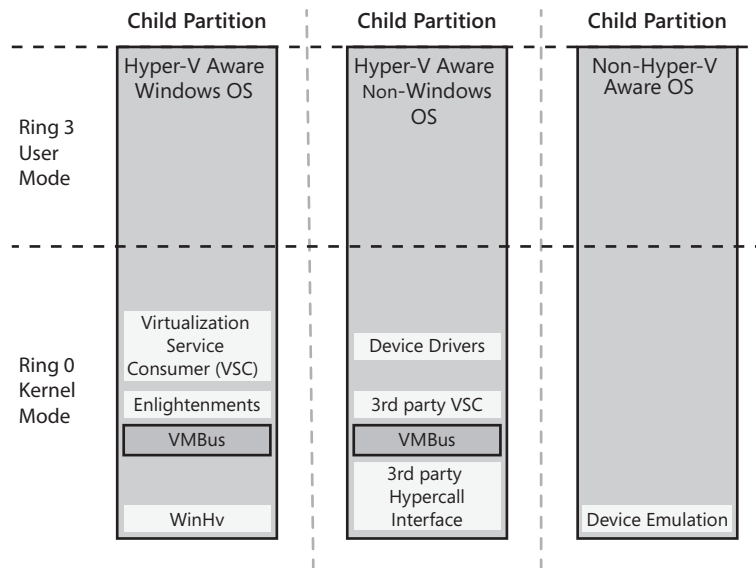 Child Partition
Child Partition
Child Partition
Hyper-V Aware
Windows OS
Hyper-V Aware
Non-Windows
OS
Non-Hyper-V
Aware OS
Ring 3
User
Mode
Ring 0
Kernel
Mode
Virtualization
Service
Consumer (VSC)
Enlightenments
VMBus
WinHv
Device Drivers
3rd party VSC
VMBus
3rd party
Hypercall
Interface
Device Emulation